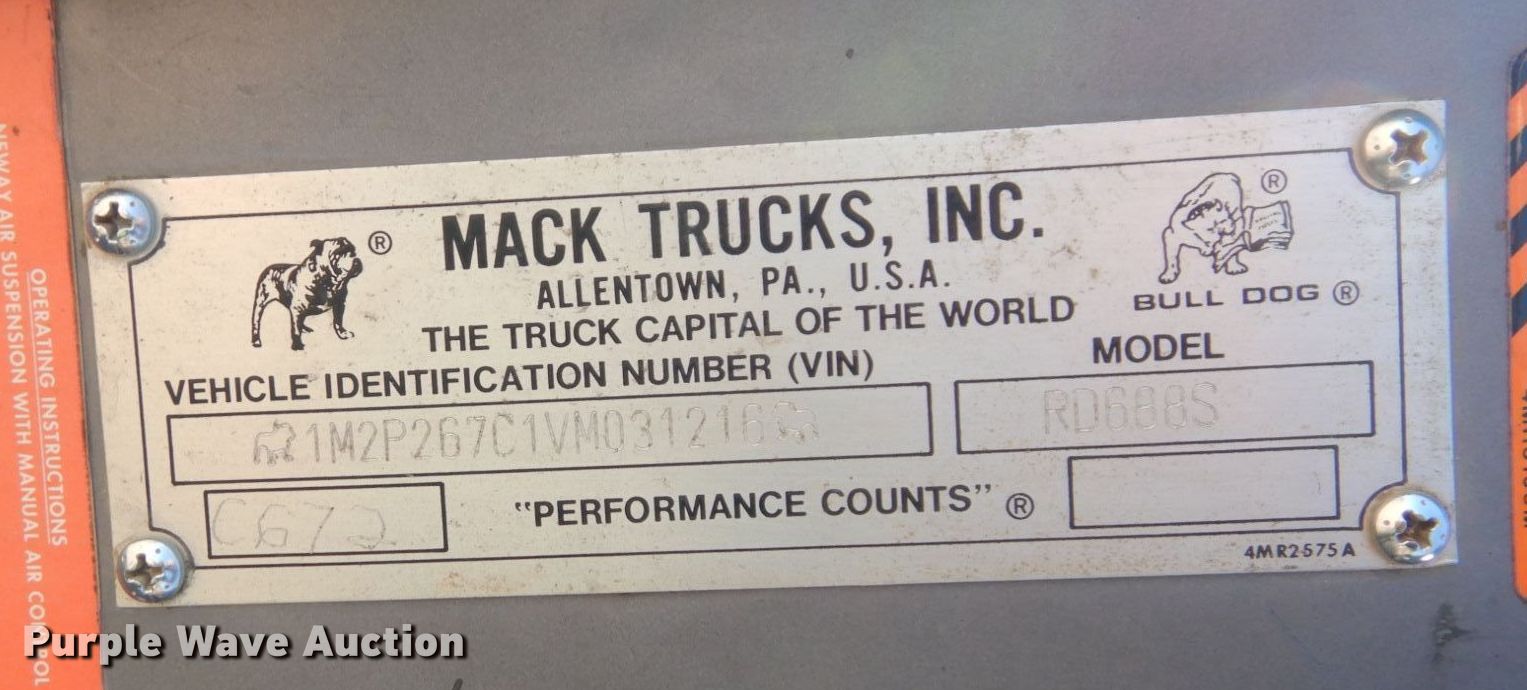 MACK TRUCKS, INC.
ALLENTOWN, PA., U.S.A.
THE TRUCK CAPITAL OF THE WORLD
BULL DOG ®
®
®
VEHICLE IDENTIFICATION NUMBER (VIN)
1M2P267C1VM031216
MODEL
RD688S
C672
"PERFORMANCE COUNTS" ®
4MR2575A
OPERATING INSTRUCTIONS
NEWAY AIR SUSPENSION WITH MANUAL AIR CONTROL
Purple Wave Auction